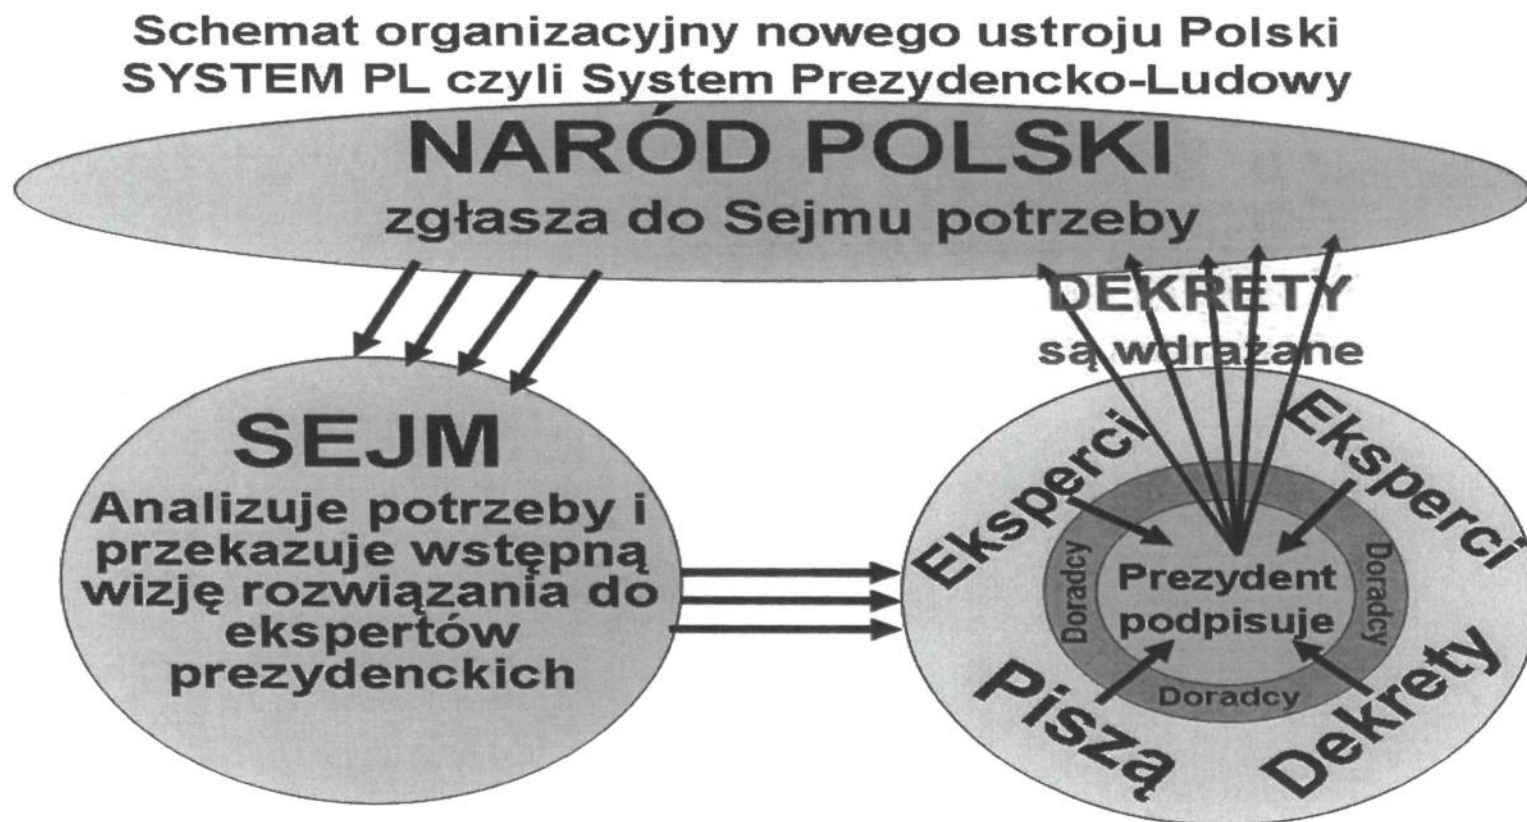 Schemat organizacyjny nowego ustroju Polski
SYSTEM PL czyli System Prezydencko-Ludowy
NARÓD POLSKI
zgłasza do Sejmu potrzeby
DEKRETY
są wdrażane
SEJM
Analizuje potrzeby i
przekazuje wstępną
wizję rozwiązania do
ekspertów
prezydenckich
Eksperci
Eksperci
Doradcy
Doradcy
Prezydent
podpisuje
Doradcy
Piszą
Dekrety